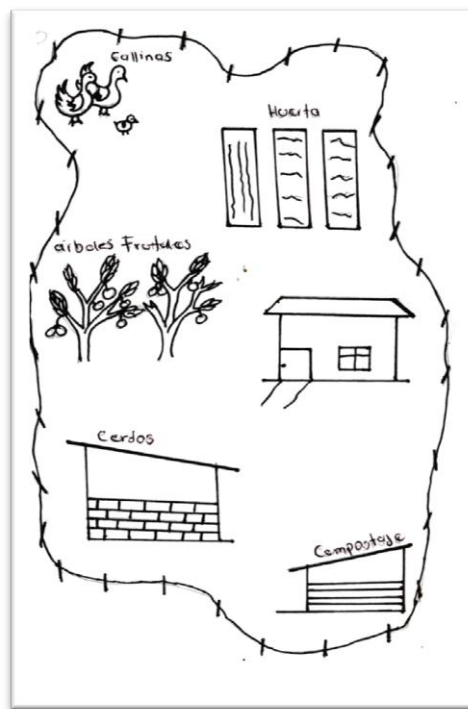 Gallinas
Huerta
árboles Frutales
Cerdos
Compostaje